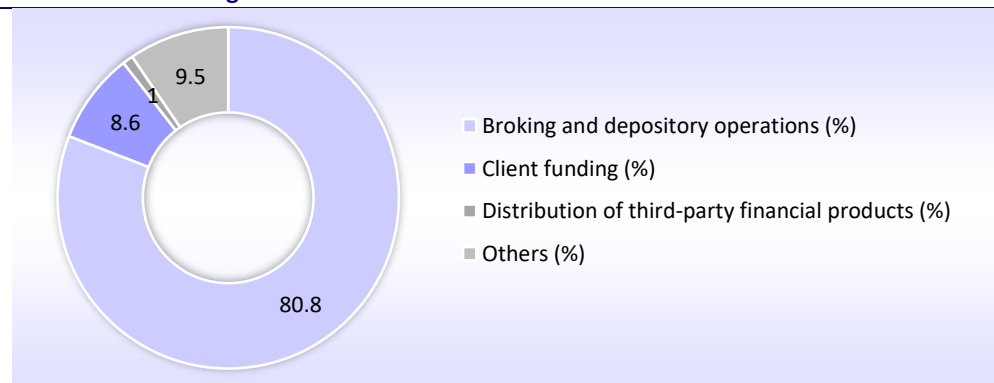 9.5
1
8.6
80.8
Broking and depository operations (%)
Client funding (%)
Distribution of third-party financial products (%)
Others (%)